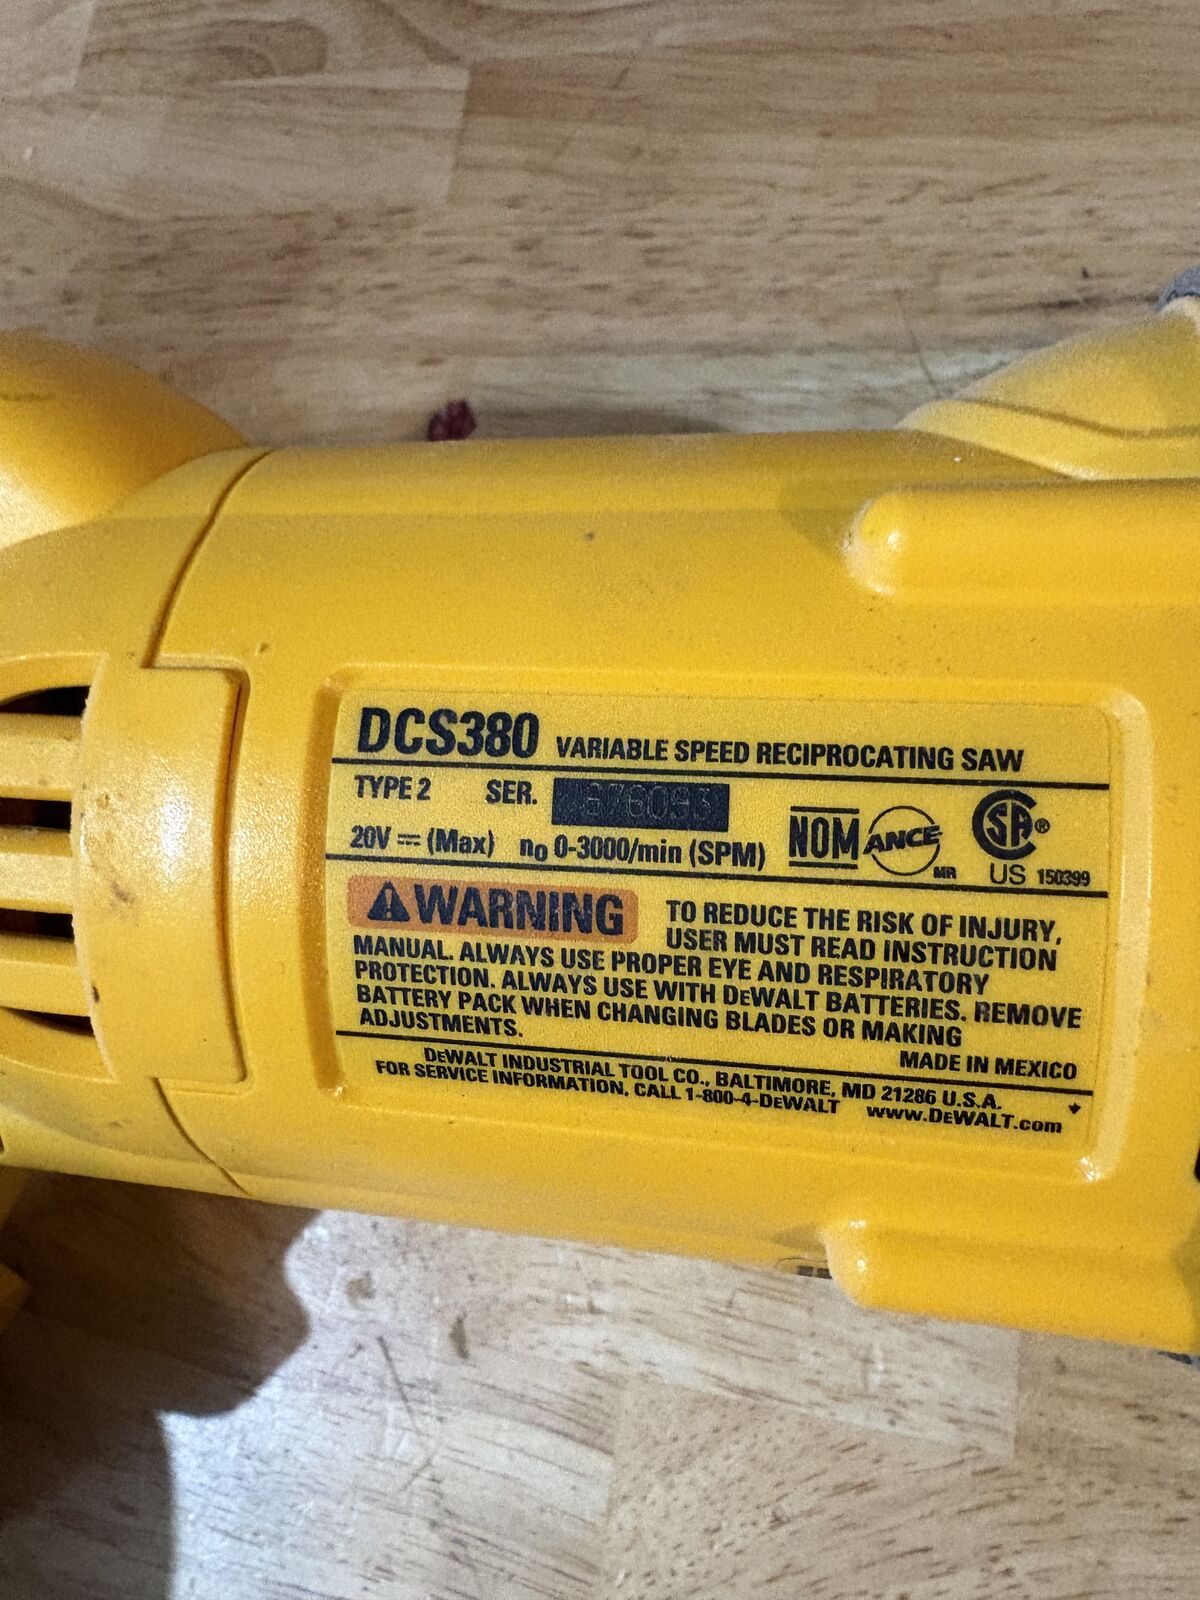 DCS380 VARIABLE SPEED RECIPROCATING SAW
TYPE 2 SER.
20V ⎓ (Max) n₀ 0-3000/min (SPM)
NOM ANCE MR
SA® US 150399
⚠WARNING TO REDUCE THE RISK OF INJURY,
USER MUST READ INSTRUCTION
MANUAL. ALWAYS USE PROPER EYE AND RESPIRATORY
PROTECTION. ALWAYS USE WITH DEWALT BATTERIES. REMOVE
BATTERY PACK WHEN CHANGING BLADES OR MAKING
ADJUSTMENTS.
MADE IN MEXICO
DEWALT INDUSTRIAL TOOL CO., BALTIMORE, MD 21286 U.S.A.
FOR SERVICE INFORMATION, CALL 1-800-4-DEWALT www.DEWALT.com